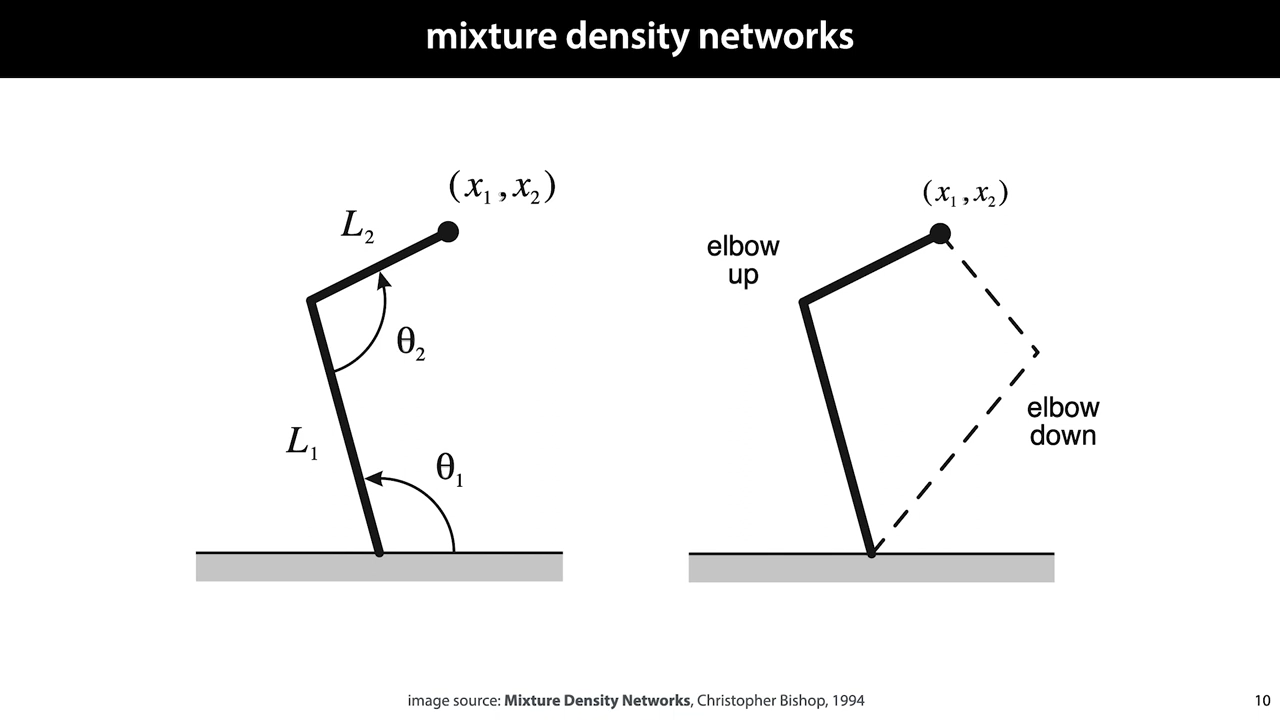 mixture density networks
(x₁, x₂)
L₂
θ₂
L₁
θ₁
(x₁, x₂)
elbow
up
elbow
down
image source: Mixture Density Networks, Christopher Bishop, 1994
10